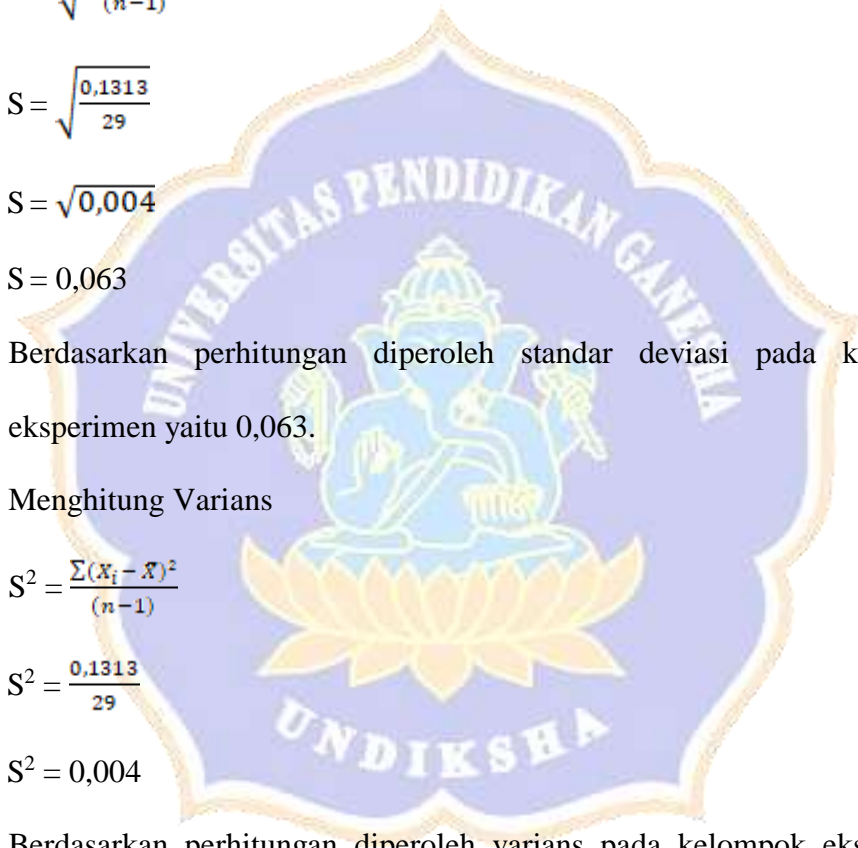 √ (n−1)
S = √(0,1313 / 29)
UNIVERSITAS PENDIDIKAN GANESHA
S = √0,004
S = 0,063
Berdasarkan perhitungan diperoleh standar deviasi pada k
eksperimen yaitu 0,063.
Menghitung Varians
S² = ∑(Xᵢ − X̄)² / (n−1)
S² = 0,1313 / 29
UNDIKSHA
S² = 0,004
Berdasarkan perhitungan diperoleh varians pada kelompok eks